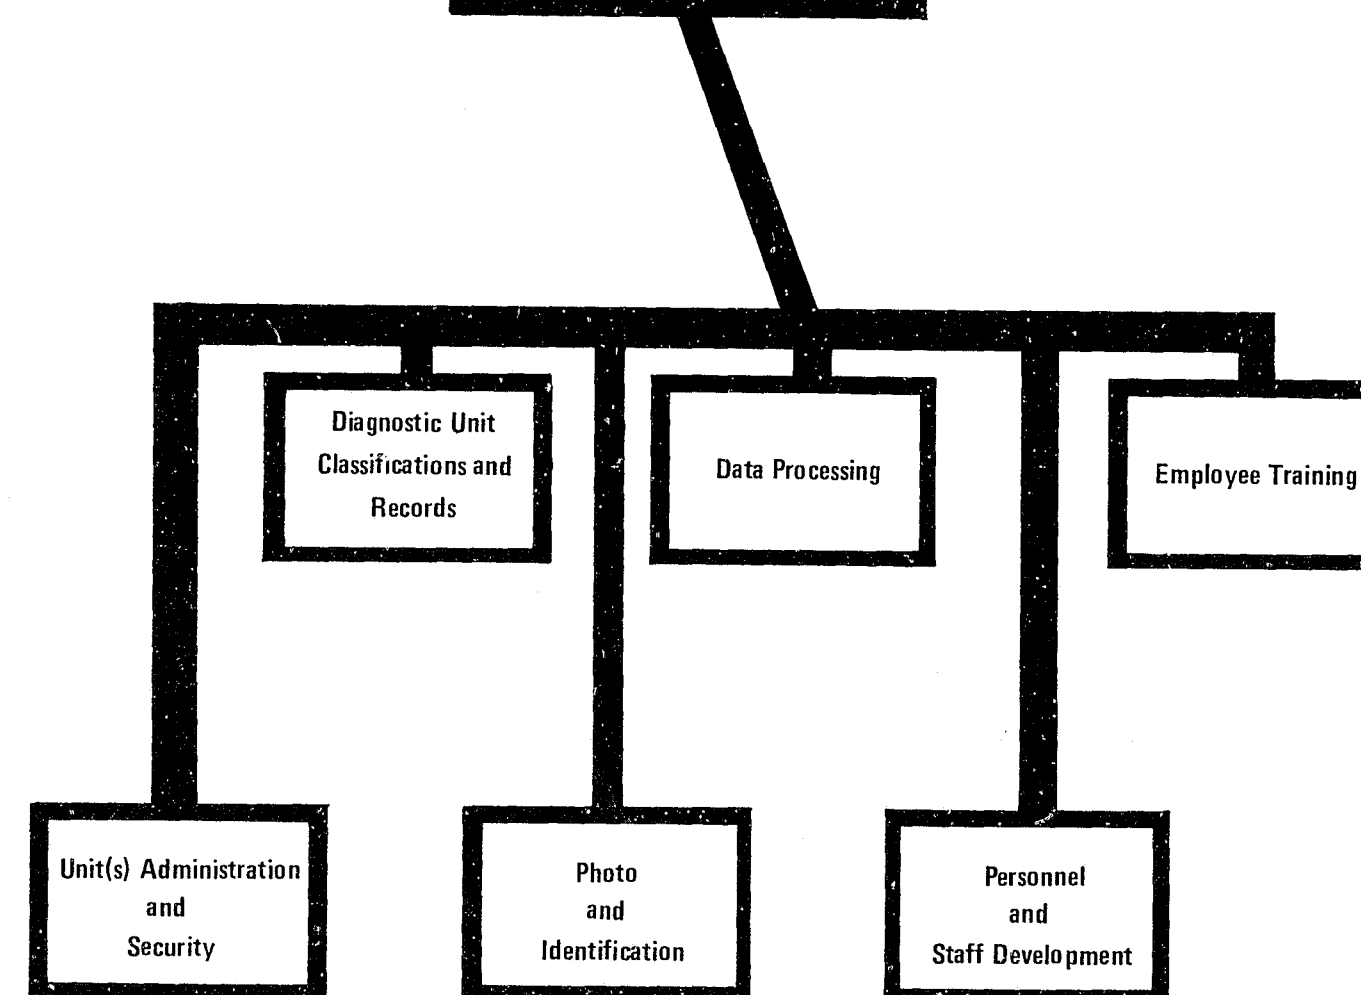 Diagnostic Unit
Classifications and
Records
Data Processing
Employee Training
Unit(s) Administration
and
Security
Photo
and
Identification
Personnel
and
Staff Development